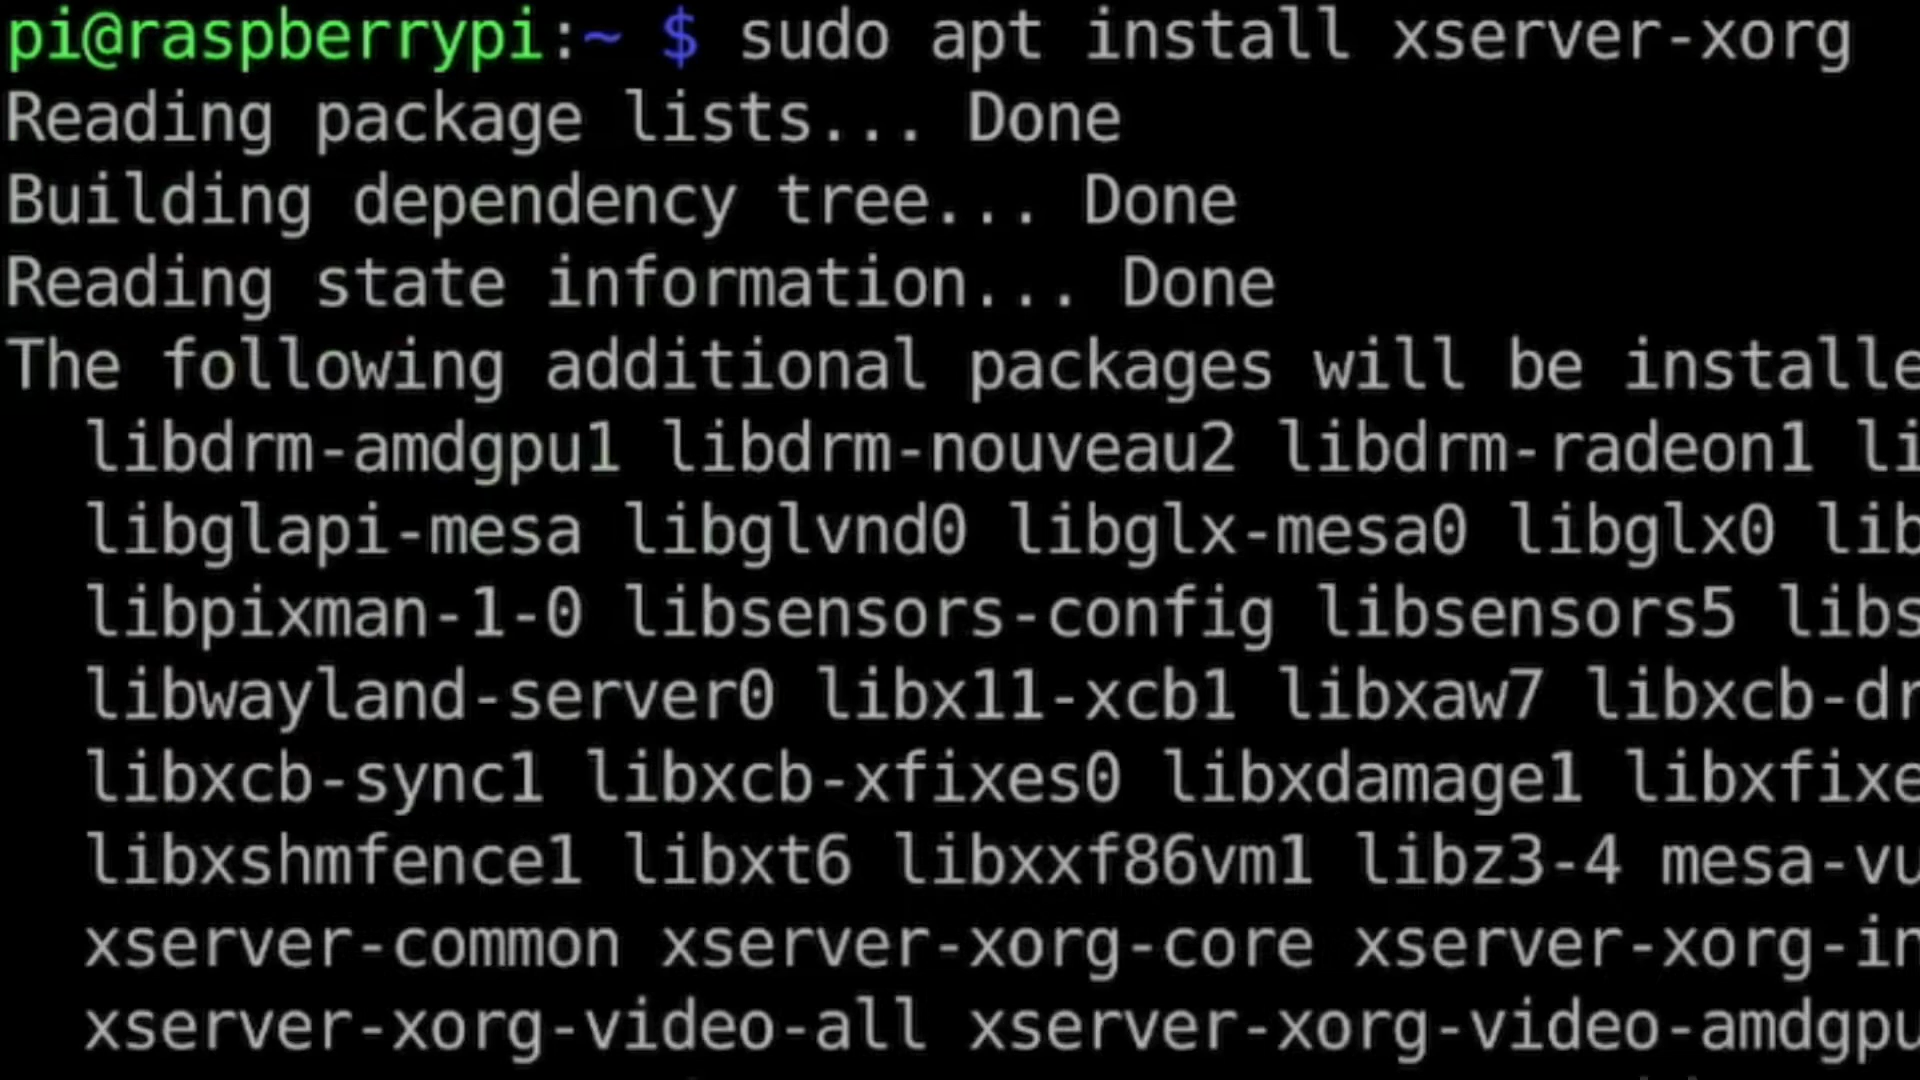 pi@raspberrypi:~ $ sudo apt install xserver-xorg
Reading package lists... Done
Building dependency tree... Done
Reading state information... Done
The following additional packages will be installe
libdrm-amdgpu1 libdrm-nouveau2 libdrm-radeon1 li
libglapi-mesa libglvnd0 libglx-mesa0 libglx0 lib
libpixman-1-0 libsensors-config libsensors5 libs
libwayland-server0 libx11-xcb1 libxaw7 libxcb-dr
libxcb-sync1 libxcb-xfixes0 libxdamage1 libxfixe
libxshmfence1 libxt6 libxxf86vm1 libz3-4 mesa-vu
xserver-common xserver-xorg-core xserver-xorg-in
xserver-xorg-video-all xserver-xorg-video-amdgpu